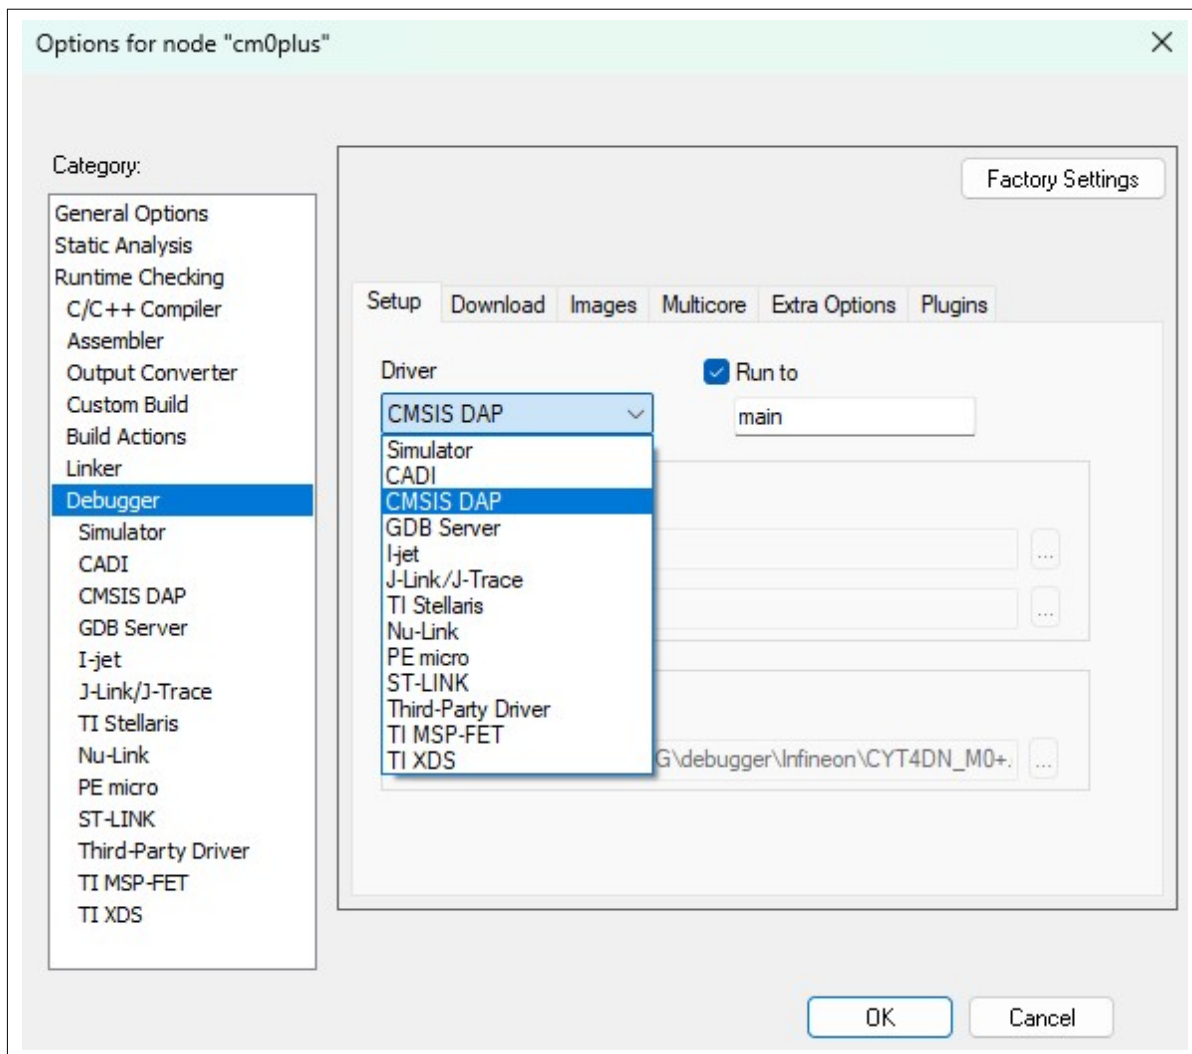 Options for node "cm0plus"
Category:
General Options
Static Analysis
Runtime Checking
C/C++ Compiler
Assembler
Output Converter
Custom Build
Build Actions
Linker
Debugger
Simulator
CADI
CMSIS DAP
GDB Server
I-jet
J-Link/J-Trace
TI Stellaris
Nu-Link
PE micro
ST-LINK
Third-Party Driver
TI MSP-FET
TI XDS
Factory Settings
Setup Download Images Multicore Extra Options Plugins
Driver
Run to
CMSIS DAP
main
Simulator
CADI
CMSIS DAP
GDB Server
I-jet
...
J-Link/J-Trace
TI Stellaris
...
Nu-Link
PE micro
ST-LINK
Third-Party Driver
TI MSP-FET
TI XDS
G\debugger\Infineon\CYT4DN_M0+.
...
OK
Cancel